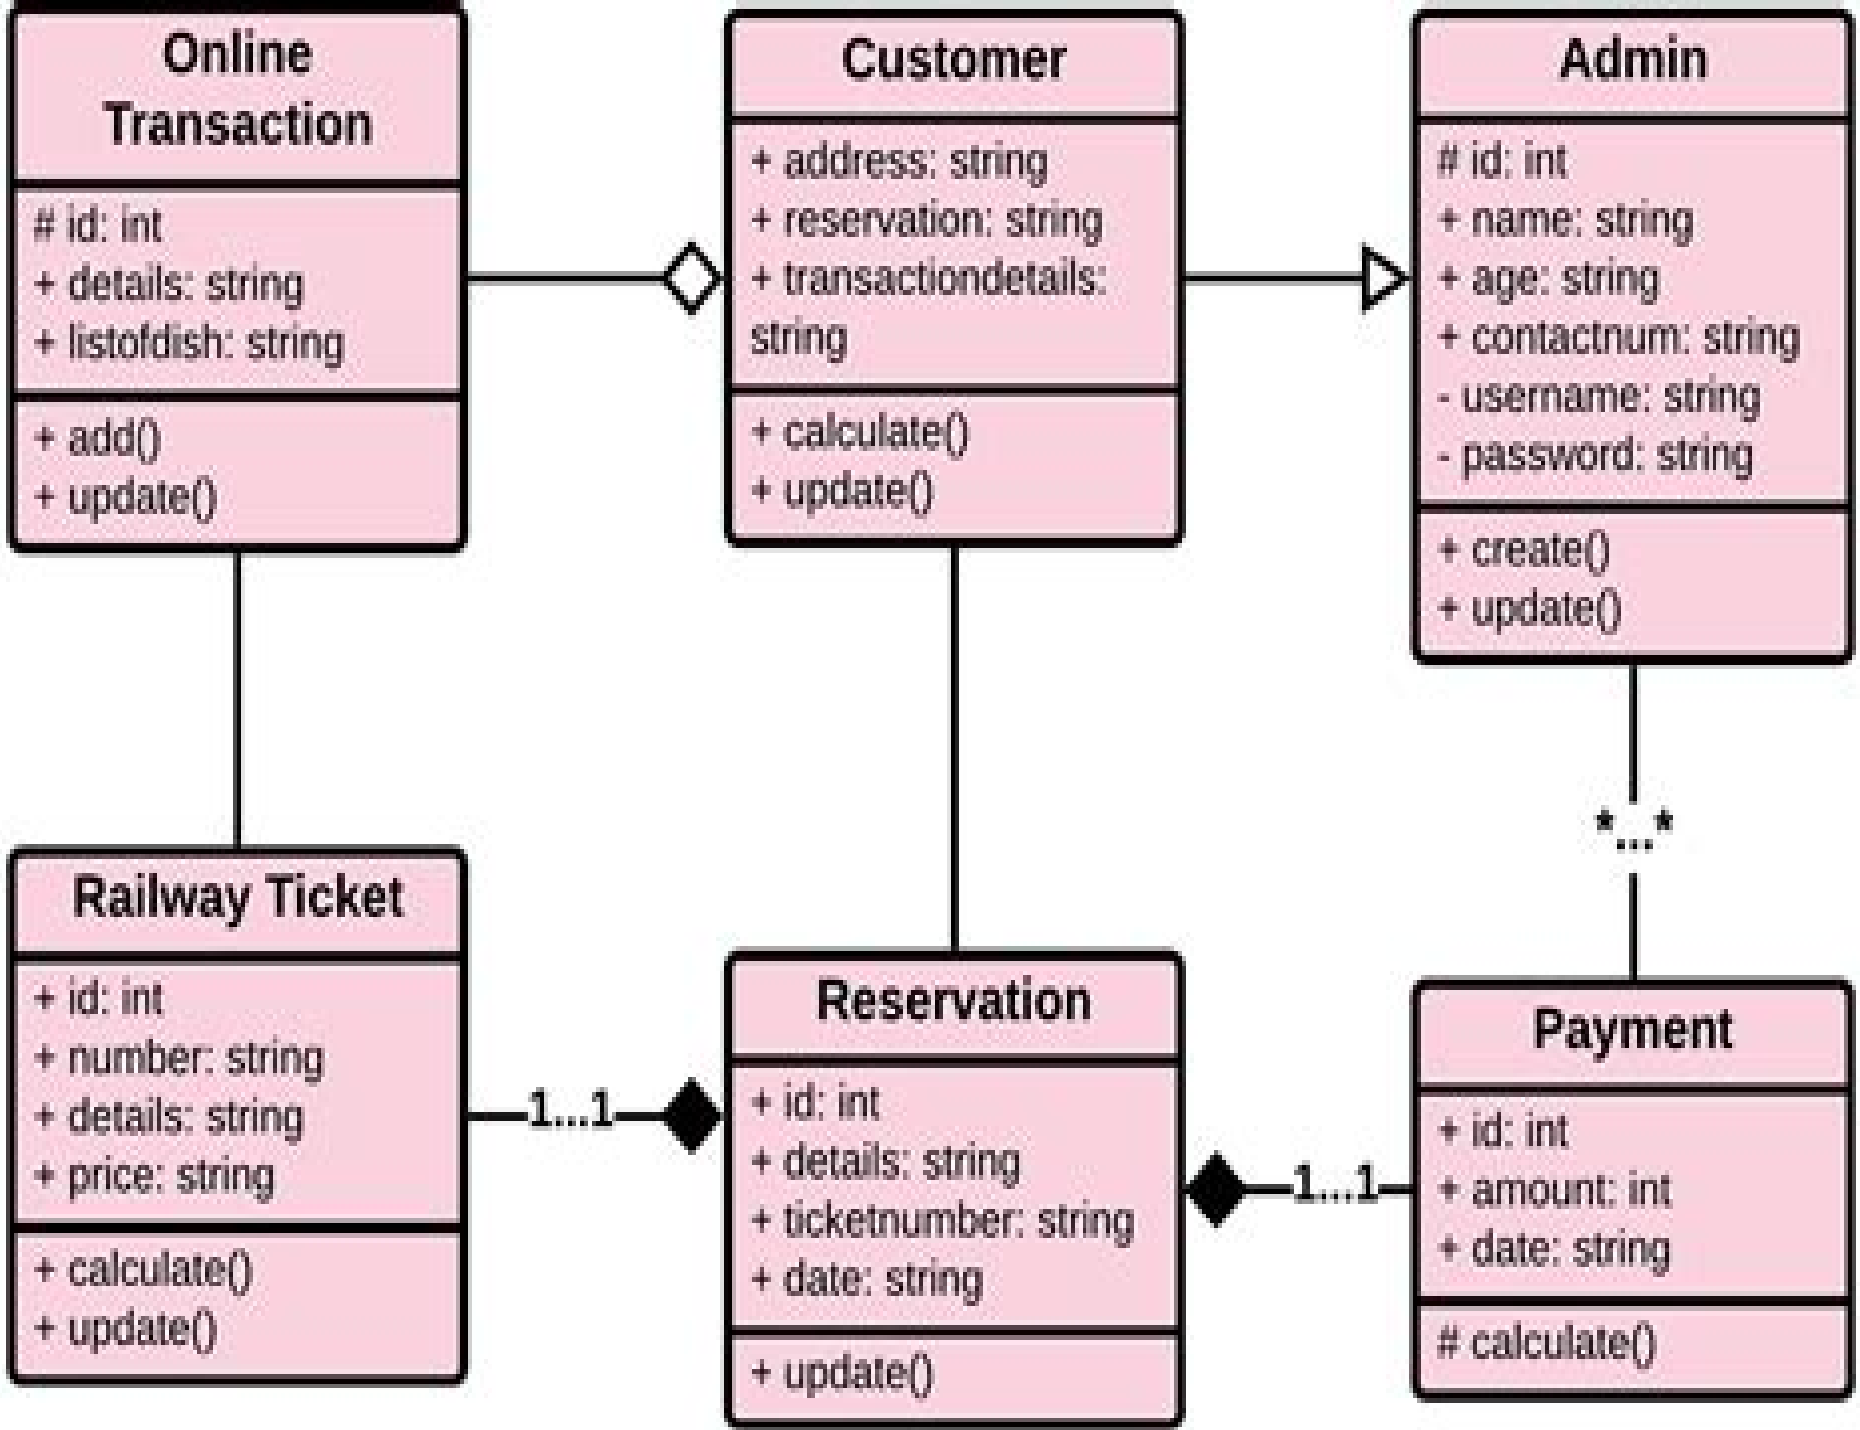 Online
Transaction
# id: int
+ details: string
+ listofdish: string
+ add()
+ update()
Customer
+ address: string
+ reservation: string
+ transactiondetails:
string
+ calculate()
+ update()
Admin
# id: int
+ name: string
+ age: string
+ contactnum: string
- username: string
- password: string
+ create()
+ update()
*...*
Railway Ticket
+ id: int
+ number: string
+ details: string
+ price: string
+ calculate()
+ update()
1...1
Reservation
+ id: int
+ details: string
+ ticketnumber: string
+ date: string
+ update()
1...1
Payment
+ id: int
+ amount: int
+ date: string
# calculate()